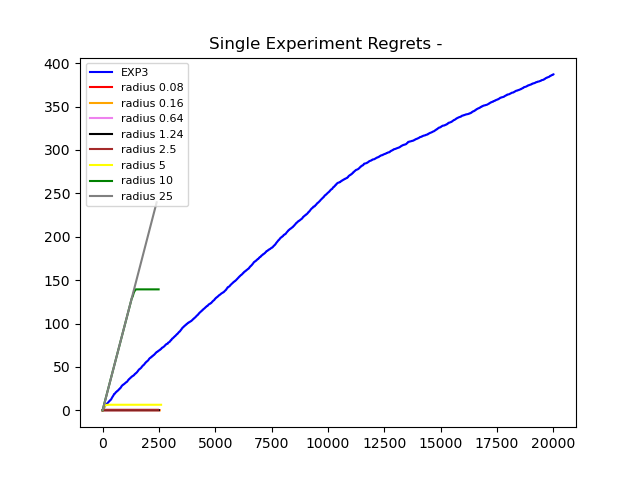 Single Experiment Regrets -
400
350
300
250
200
150
100
50
0
EXP3
radius 0.08
radius 0.16
radius 0.64
radius 1.24
radius 2.5
radius 5
radius 10
radius 25
0 2500 5000 7500 10000 12500 15000 17500 20000